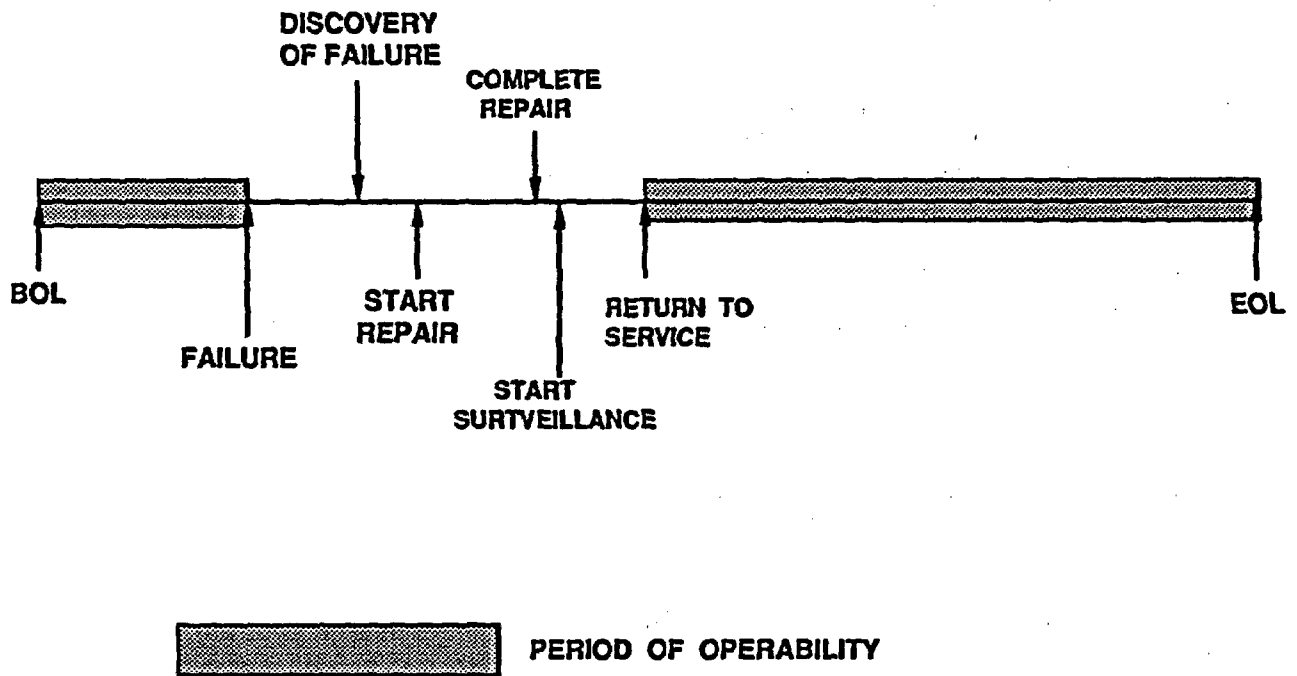 DISCOVERY
OF FAILURE
COMPLETE
REPAIR
BOL
FAILURE
START
REPAIR
START
SURTVEILLANCE
RETURN TO
SERVICE
EOL
PERIOD OF OPERABILITY